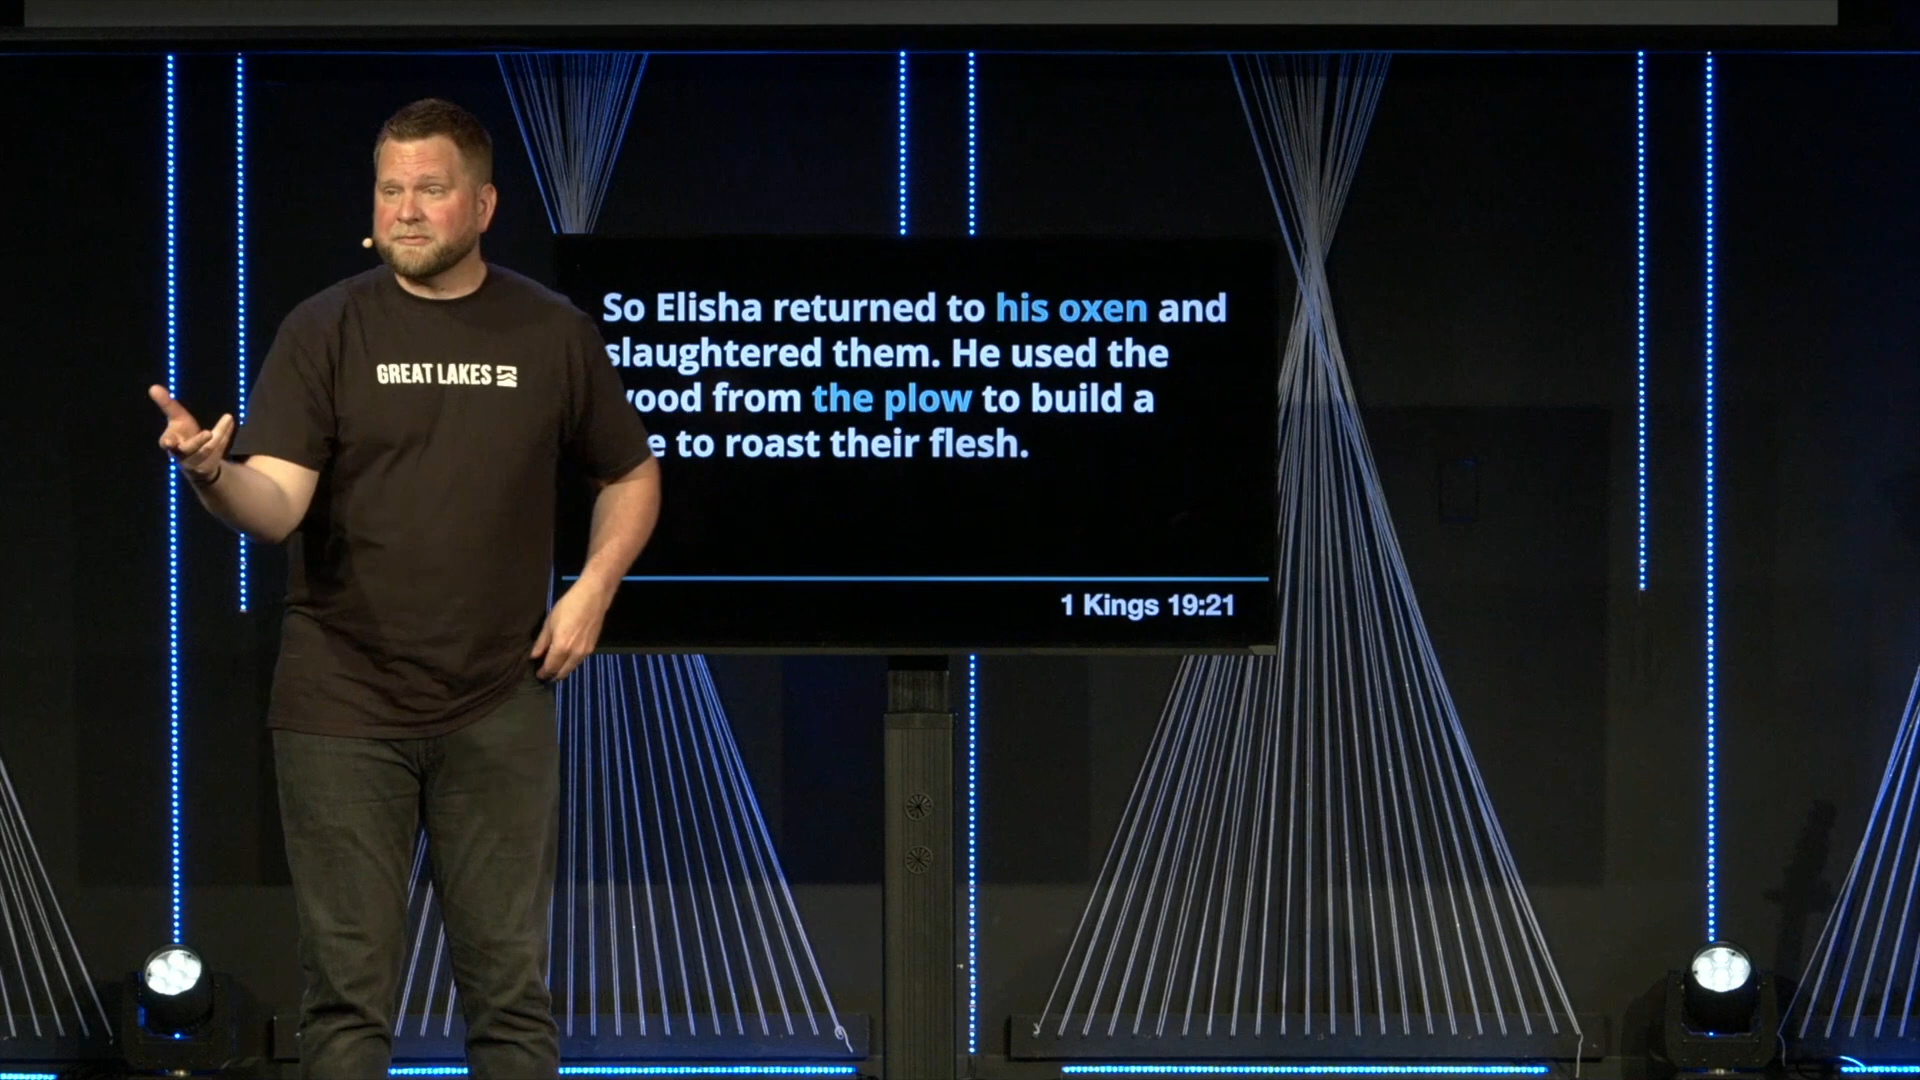 GREAT LAKES
So Elisha returned to his oxen and
slaughtered them. He used the
from the plow to build a
to roast their flesh.
1 Kings 19:21